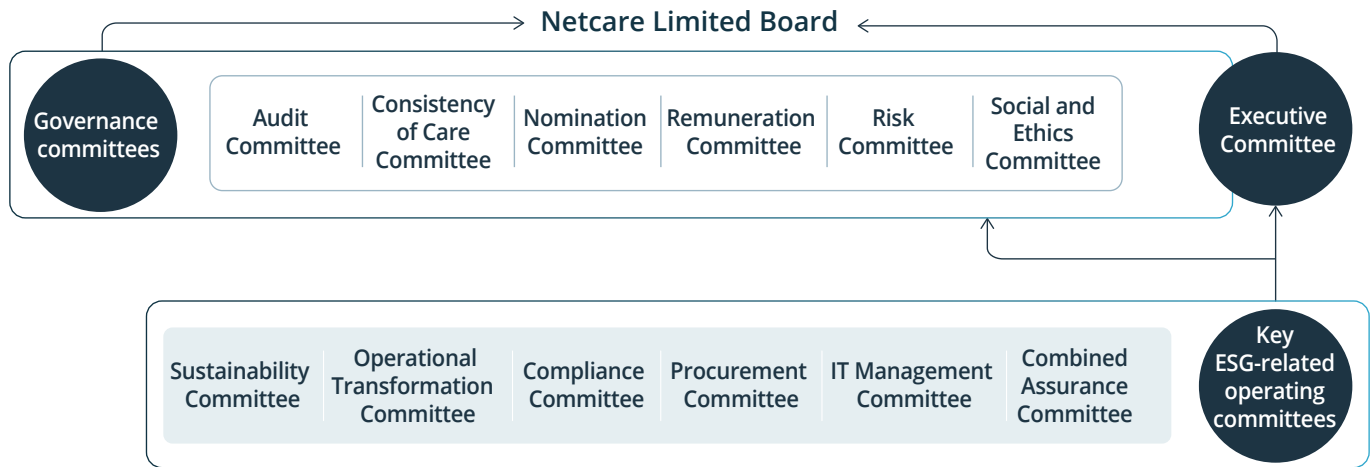 Netcare Limited Board
Governance
committees
Audit
Committee
Consistency
of Care
Committee
Nomination
Committee
Remuneration
Committee
Risk
Committee
Social and
Ethics
Committee
Executive
Committee
Sustainability
Committee
Operational
Transformation
Committee
Compliance
Committee
Procurement
Committee
IT Management
Committee
Combined
Assurance
Committee
Key
ESG-related
operating
committees